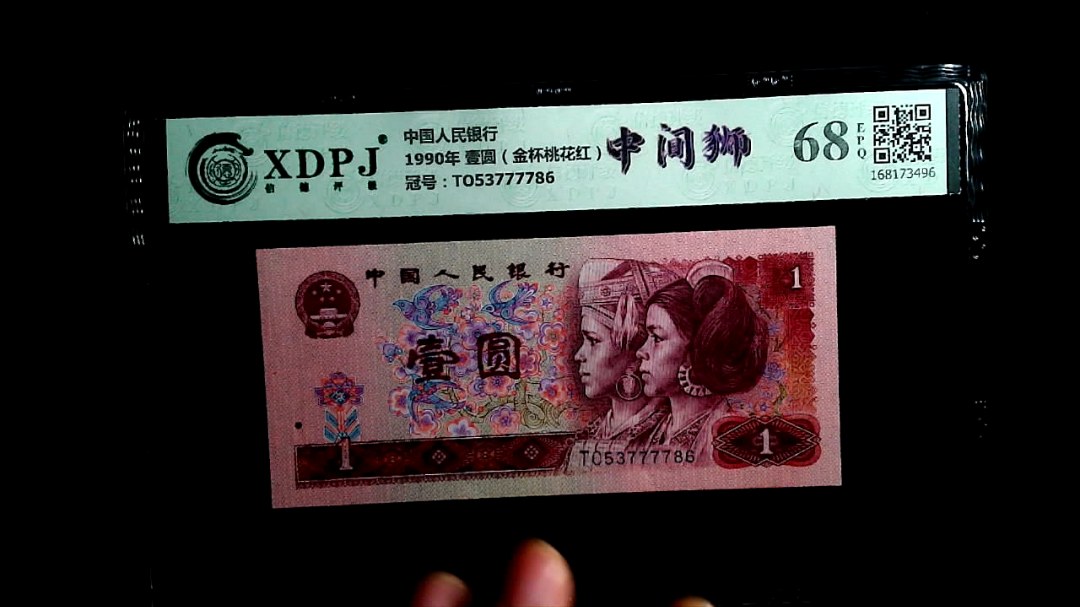 XDPJ
信德评级
中国人民银行
1990年 壹圆（金杯桃花红）
冠号：TO53777786
中间狮
68
EPQ
168173496
中国人民银行
1
壹圆
1
1
TO53777786